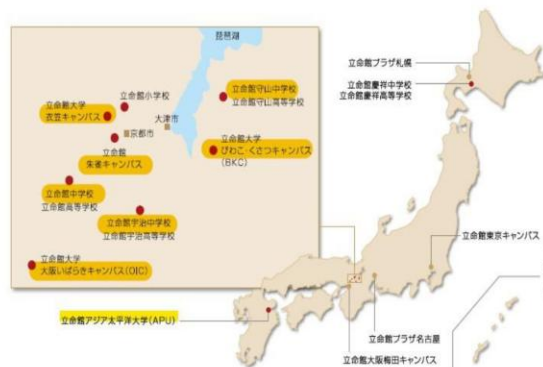 琵琶湖
立命館小学校
立命館大学
衣笠キャンパス
京都市
大津市
立命館守山中学校
立命館守山高等学校
立命館
朱雀キャンパス
立命館大学
びわこ・くさつキャンパス
(BKC)
立命館中学校
立命館高等学校
立命館宇治中学校
立命館宇治高等学校
立命館大学
大阪いばらきキャンパス(OIC)
立命館プラザ札幌
立命館慶祥中学校
立命館慶祥高等学校
立命館東京キャンパス
立命館アジア太平洋大学(APU)
立命館プラザ名古屋
立命館大阪梅田キャンパス